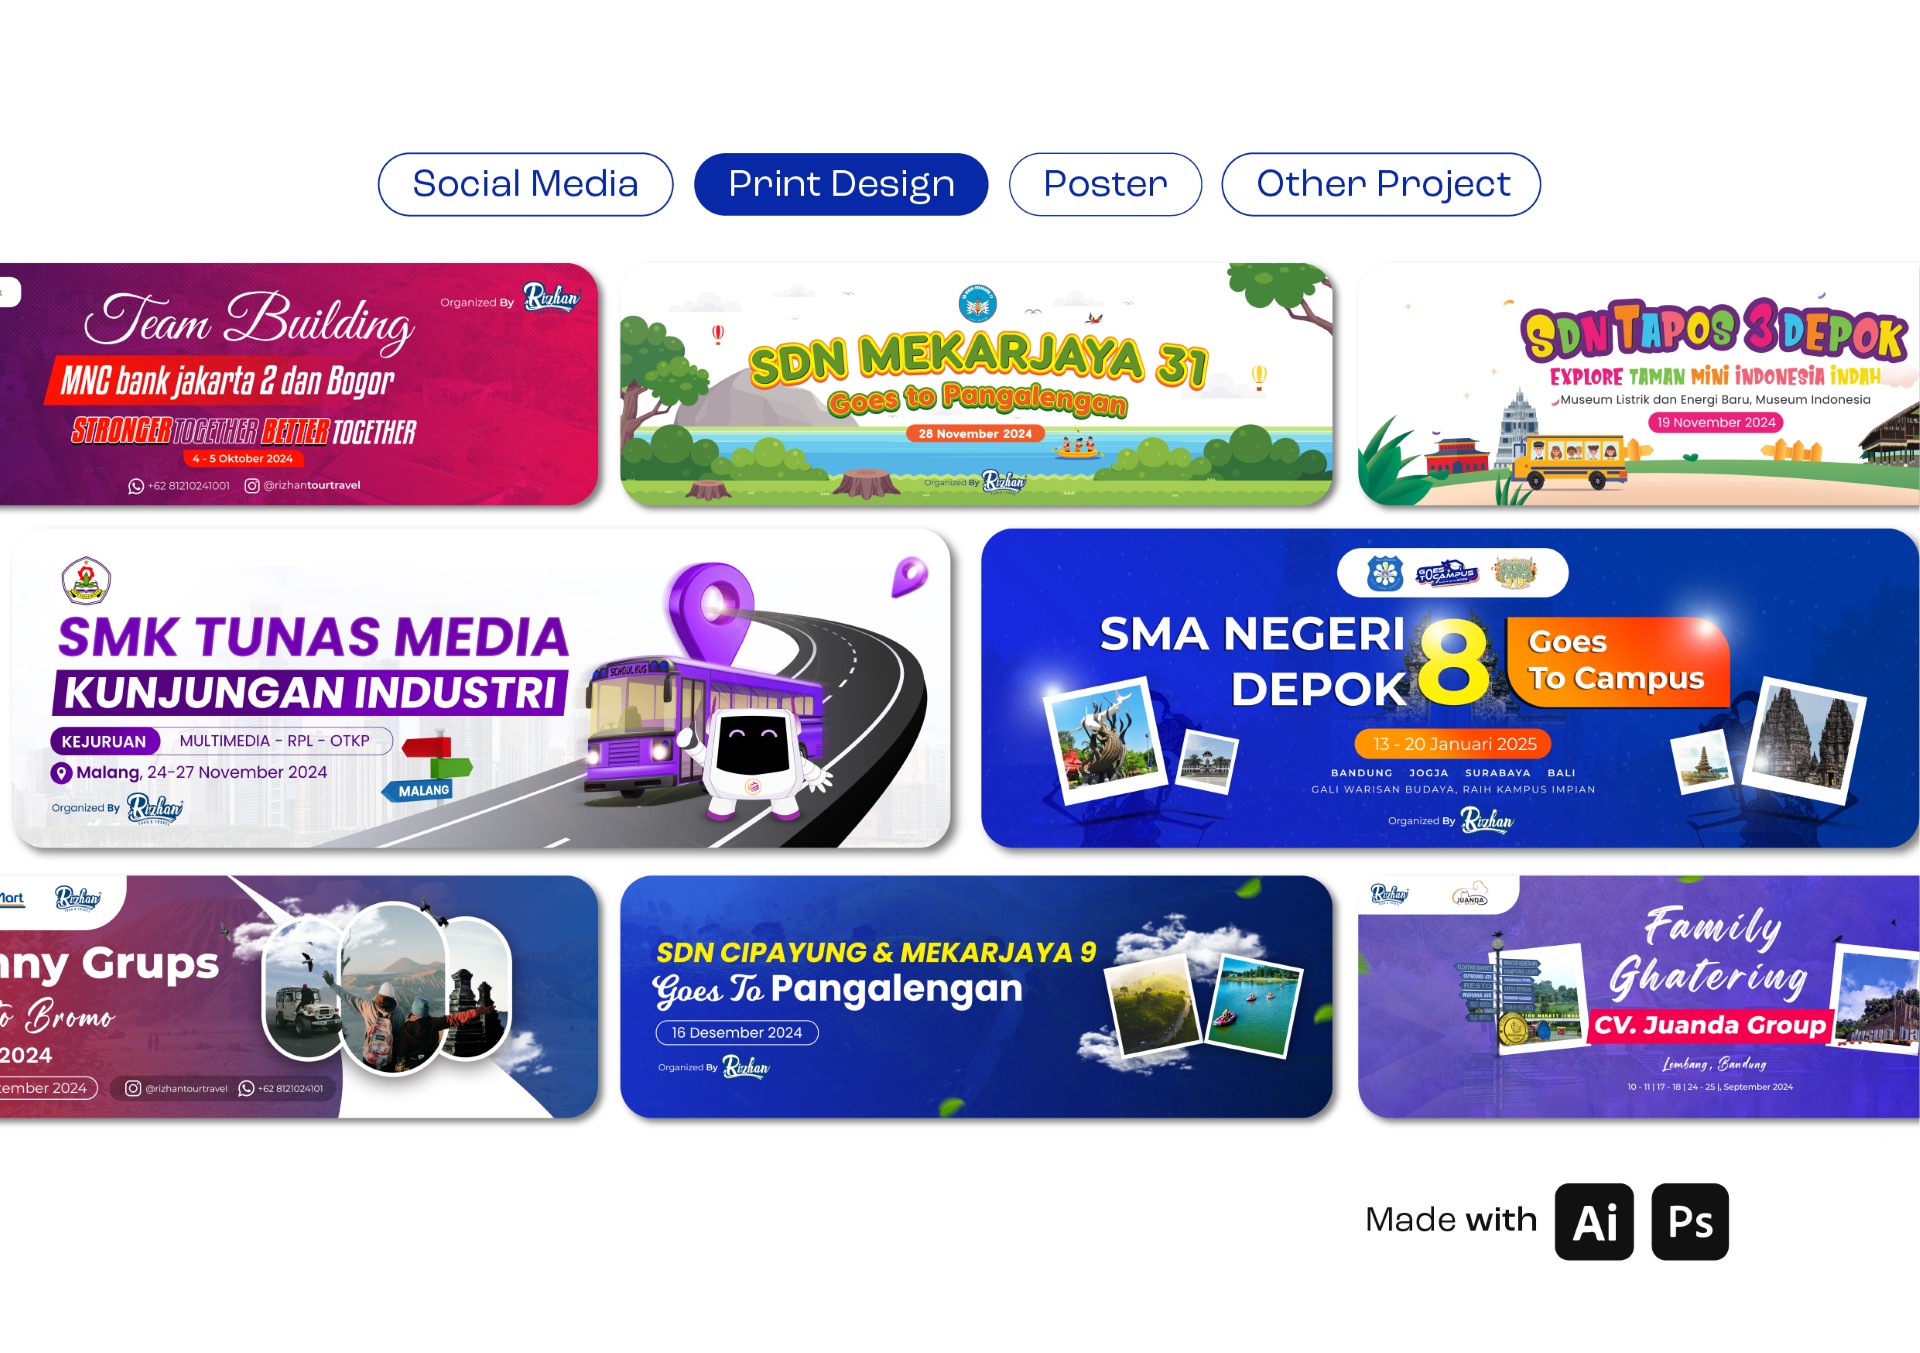 Social Media
Print Design
Poster
Other Project
Team Building
Organized By Rizhan
MNC bank jakarta 2 dan Bogor
STRONGER TOGETHER BETTER TOGETHER
4 - 5 Oktober 2024
+62 81210241001 @rizhantourtravel
SDN MEKARJAYA 31
Goes to Pangalengan
28 November 2024
Organized By Rizhan
SDN TAPOS 3 DEPOK
EXPLORE TAMAN MINI INDONESIA INDAH
Museum Listrik dan Energi Baru, Museum Indonesia
19 November 2024
SMK TUNAS MEDIA
KUNJUNGAN INDUSTRI
KEJURUAN MULTIMEDIA - RPL - OTKP
Malang, 24-27 November 2024
MALANG
Organized By Rizhan
TOUR & TRAVEL
SCHOOL BUS
GOES TO CAMPUS
SMA NEGERI
DEPOK
8
Goes
To Campus
13 - 20 Januari 2025
BANDUNG JOGJA SURABAYA BALI
GALI WARISAN BUDAYA, RAIH KAMPUS IMPIAN
Organized By Rizhan
Mart Rizhan
nny Grups
to Bromo
2024
tember 2024
@rizhantourtravel +62 8121024101
SDN CIPAYUNG & MEKARJAYA 9
Goes To Pangalengan
16 Desember 2024
Organized By Rizhan
Rizhan JUANDA
Family
Ghatering
CV. Juanda Group
Lembang, Bandung
10 - 11 | 17 - 18 | 24 - 25 |, September 2024
Made with Ai Ps